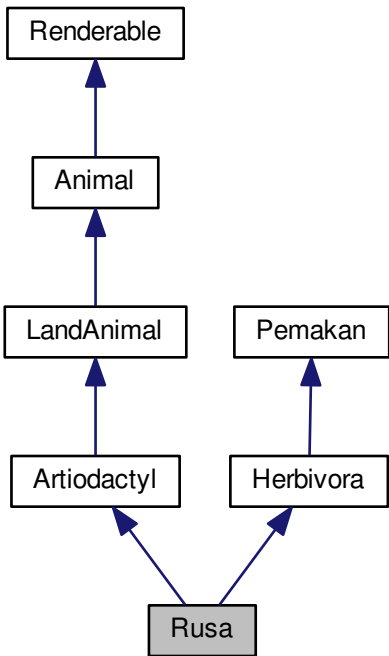 Renderable
Animal
LandAnimal
Pemakan
Artiodactyl
Herbivora
Rusa